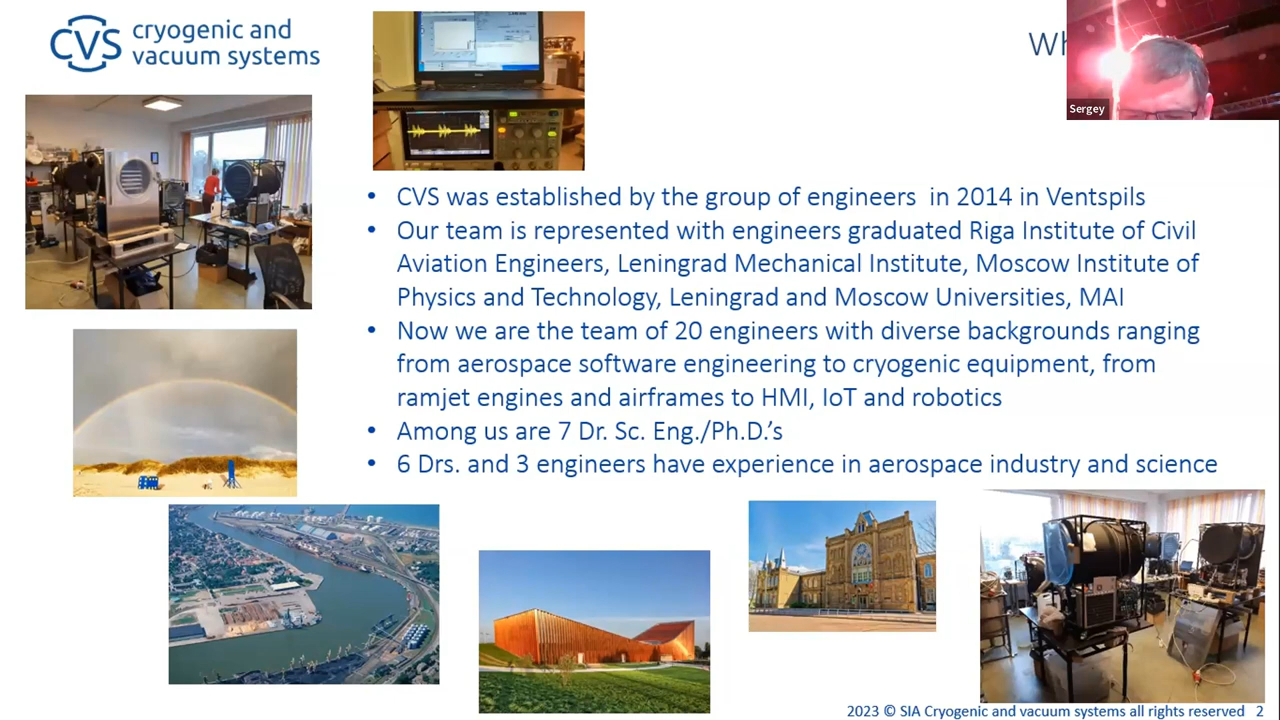 CVS cryogenic and
vacuum systems
Sergey
• CVS was established by the group of engineers in 2014 in Ventspils
• Our team is represented with engineers graduated Riga Institute of Civil
Aviation Engineers, Leningrad Mechanical Institute, Moscow Institute of
Physics and Technology, Leningrad and Moscow Universities, MAI
• Now we are the team of 20 engineers with diverse backgrounds ranging
from aerospace software engineering to cryogenic equipment, from
ramjet engines and airframes to HMI, IoT and robotics
• Among us are 7 Dr. Sc. Eng./Ph.D.’s
• 6 Drs. and 3 engineers have experience in aerospace industry and science
2023 © SIA Cryogenic and vacuum systems all rights reserved 2